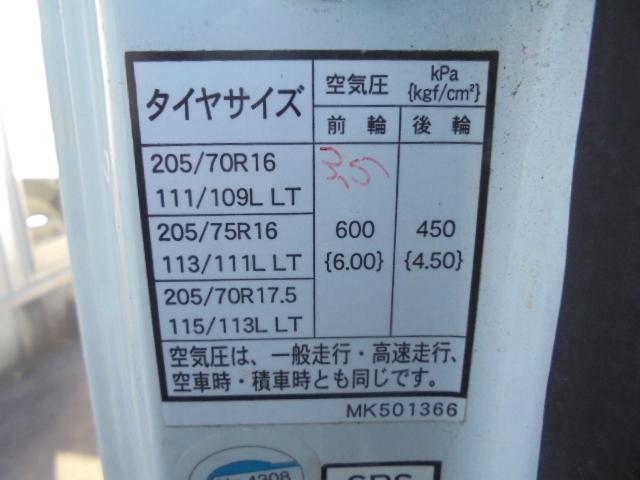 タイヤサイズ
空気圧
kPa
{kgf/cm²}
前輪
後輪
205/70R16
111/109L LT
3.5
205/75R16
113/111L LT
600
{6.00}
450
{4.50}
205/70R17.5
115/113L LT
空気圧は、一般走行・高速走行、
空車時・積車時とも同じです。
MK501366
4308